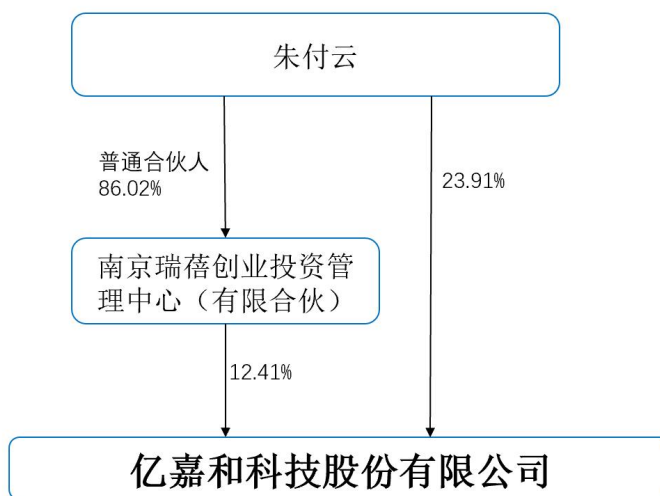 朱付云
普通合伙人
86.02%
23.91%
南京瑞蓓创业投资管
理中心（有限合伙）
12.41%
亿嘉和科技股份有限公司